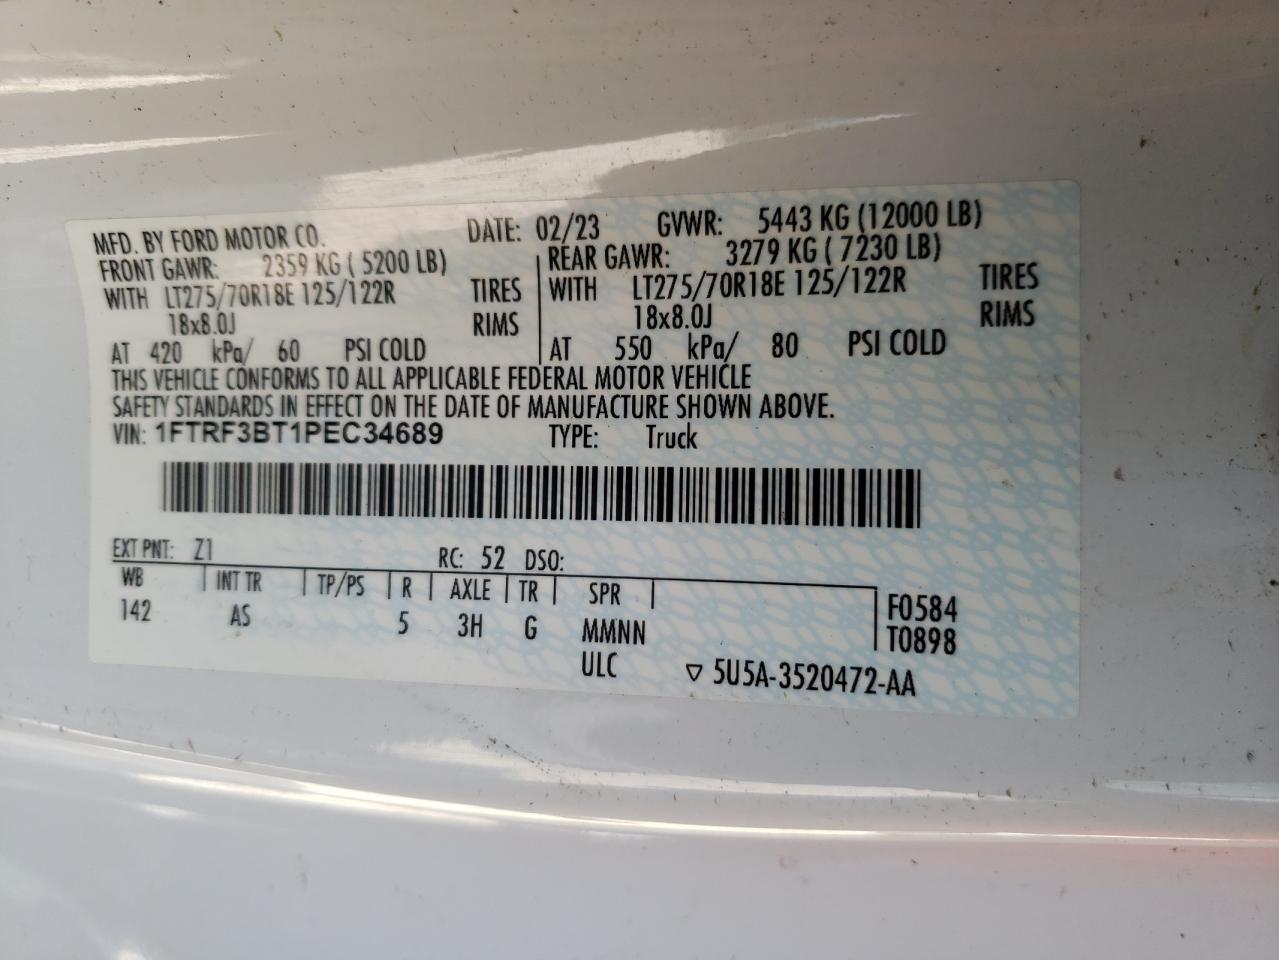 MFD. BY FORD MOTOR CO. DATE: 02/23 GVWR: 5443 KG (12000 LB)
FRONT GAWR: 2359 KG ( 5200 LB) REAR GAWR: 3279 KG ( 7230 LB)
WITH LT275/70R18E 125/122R TIRES WITH LT275/70R18E 125/122R TIRES
18x8.0J RIMS 18x8.0J RIMS
AT 420 kPa/ 60 PSI COLD AT 550 kPa/ 80 PSI COLD
THIS VEHICLE CONFORMS TO ALL APPLICABLE FEDERAL MOTOR VEHICLE
SAFETY STANDARDS IN EFFECT ON THE DATE OF MANUFACTURE SHOWN ABOVE.
VIN: 1FTRF3BT1PEC34689 TYPE: Truck
EXT PNT: Z1 RC: 52 DSO:
WB INT TR TP/PS R AXLE TR SPR
142 AS 5 3H G MMNN F0584
T0898
ULC ▽ 5U5A-3520472-AA